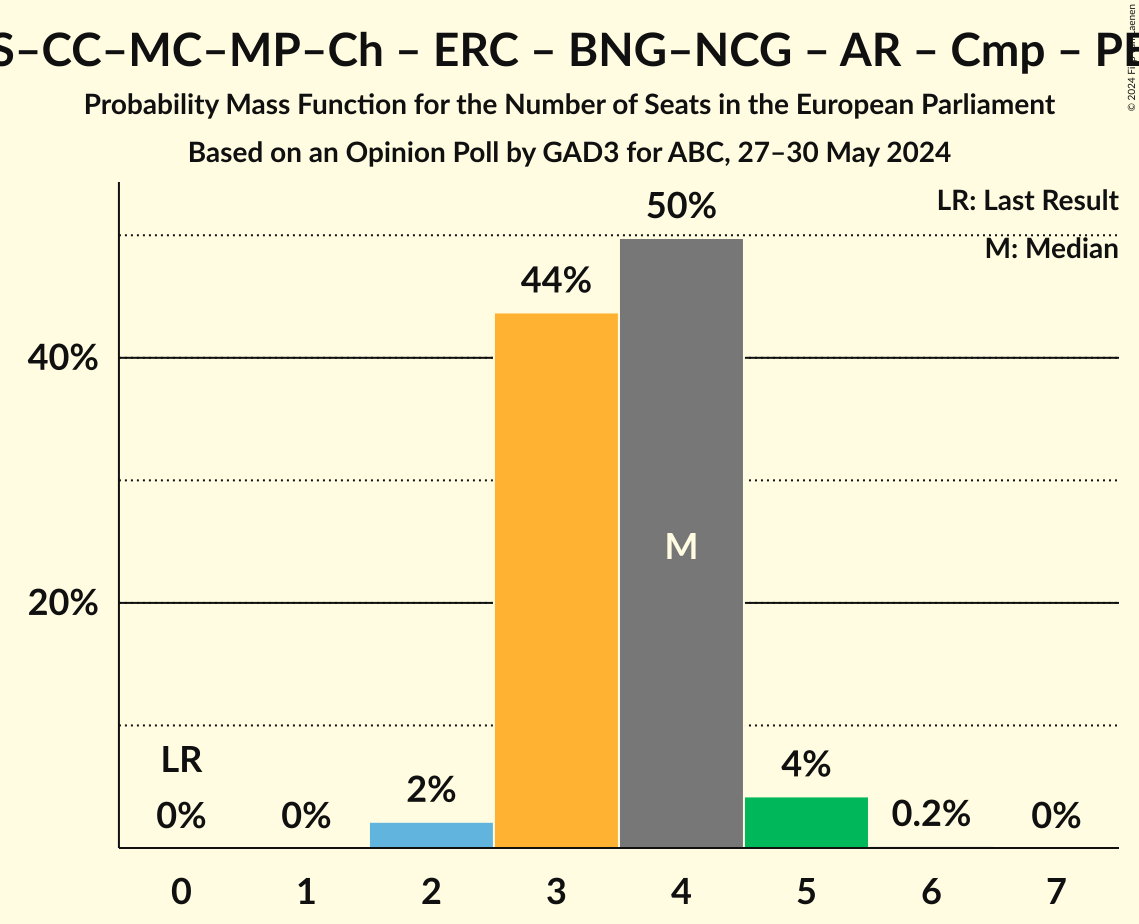 S–CC–MC–MP–Ch – ERC – BNG–NCG – AR – Cmp –
Probability Mass Function for the Number of Seats in the European Parliament
Based on an Opinion Poll by GAD3 for ABC, 27–30 May 2024
© 2024
LR: Last Result
M: Median
50%
44%
40%
M
20%
LR
4%
2%
0%
0%
0.2%
0%
0 1 2 3 4 5 6 7